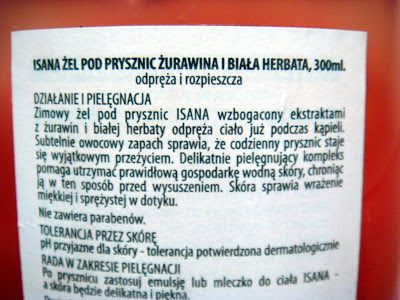 ISANA ŻEL POD PRYSZNIC ŻURAWINA I BIAŁA HERBATA, 300ml.
odpręża i rozpieszcza
DZIAŁANIE I PIELĘGNACJA
Zimowy żel pod prysznic ISANA wzbogacony ekstraktami
z żurawin i białej herbaty odpręża ciało już podczas kąpieli.
Subtelnie owocowy zapach sprawia, że codzienny prysznic staje
się wyjątkowym przeżyciem. Delikatnie pielęgnujący kompleks
pomaga utrzymać prawidłową gospodarkę wodną skóry, chroniąc
ją w ten sposób przed wysuszeniem. Skóra sprawia wrażenie
miękkiej i sprężystej w dotyku.
Nie zawiera parabenów.
TOLERANCJA PRZEZ SKÓRĘ
pH przyjazne dla skóry - tolerancja potwierdzona dermatologicznie
RADA W ZAKRESIE PIELĘGNACJI
Po prysznicu zastosuj emulsję lub mleczko do ciała ISANA -
a skóra będzie delikatna i piękna.